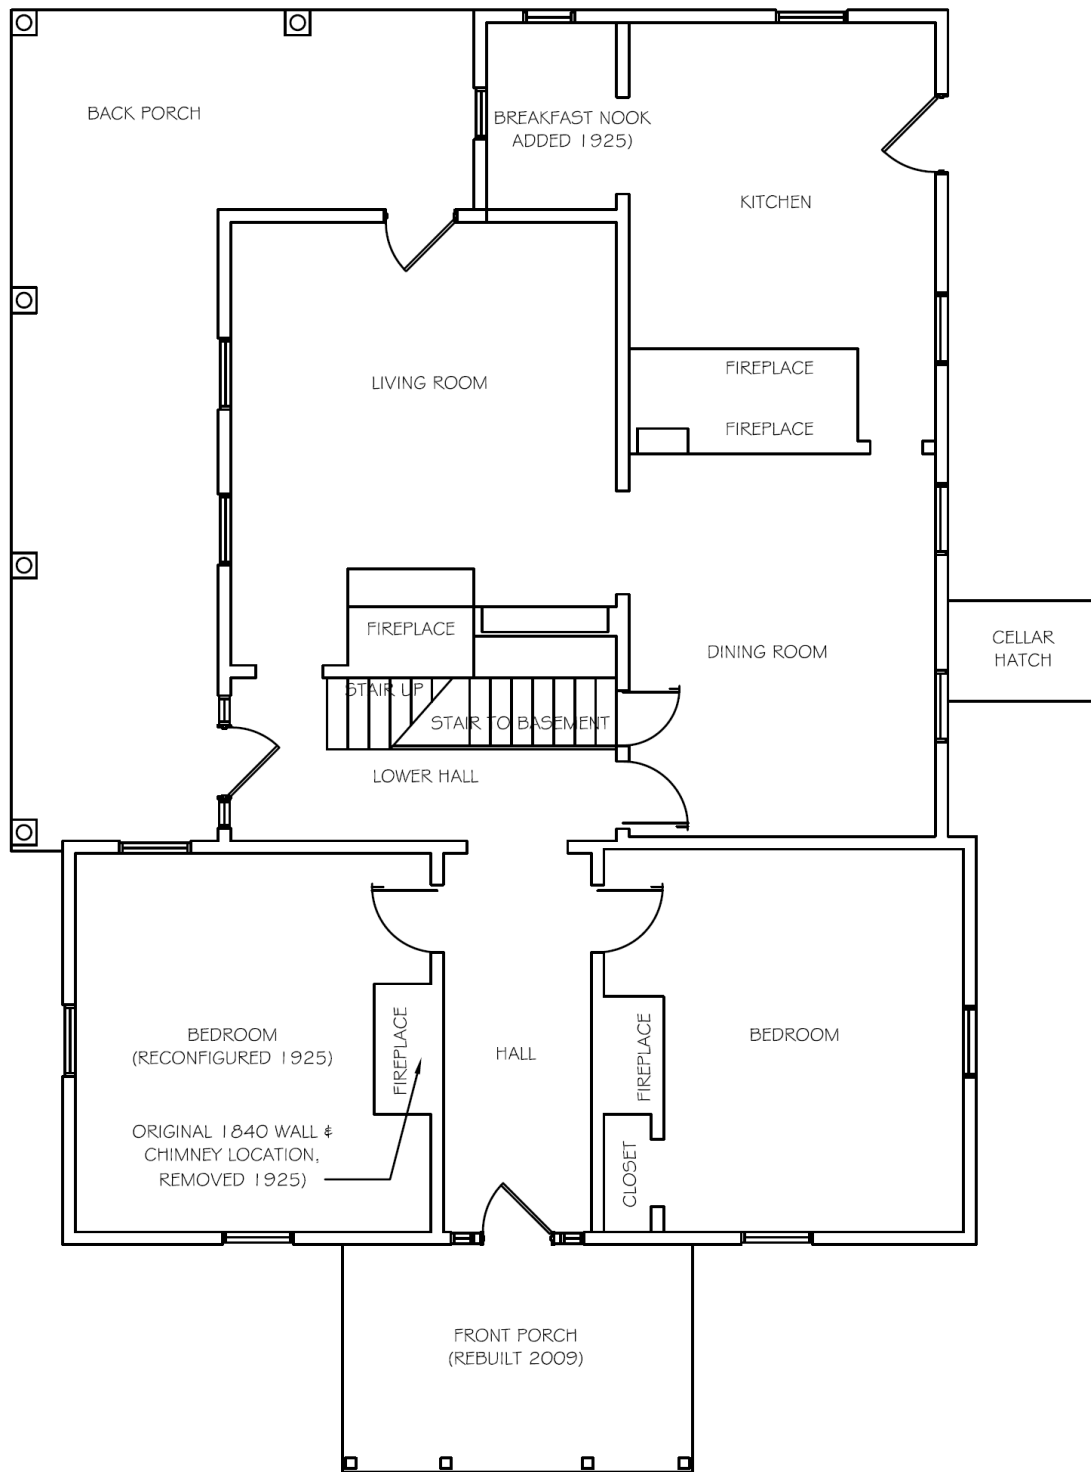 BACK PORCH
BREAKFAST NOOK
ADDED 1925)
KITCHEN
LIVING ROOM
FIREPLACE
FIREPLACE
FIREPLACE
DINING ROOM
CELLAR
HATCH
STAIR UP
STAIR TO BASEMENT
LOWER HALL
BEDROOM
(RECONFIGURED 1925)
FIREPLACE
HALL
FIREPLACE
BEDROOM
ORIGINAL 1840 WALL &
CHIMNEY LOCATION,
REMOVED 1925)
CLOSET
FRONT PORCH
(REBUILT 2009)